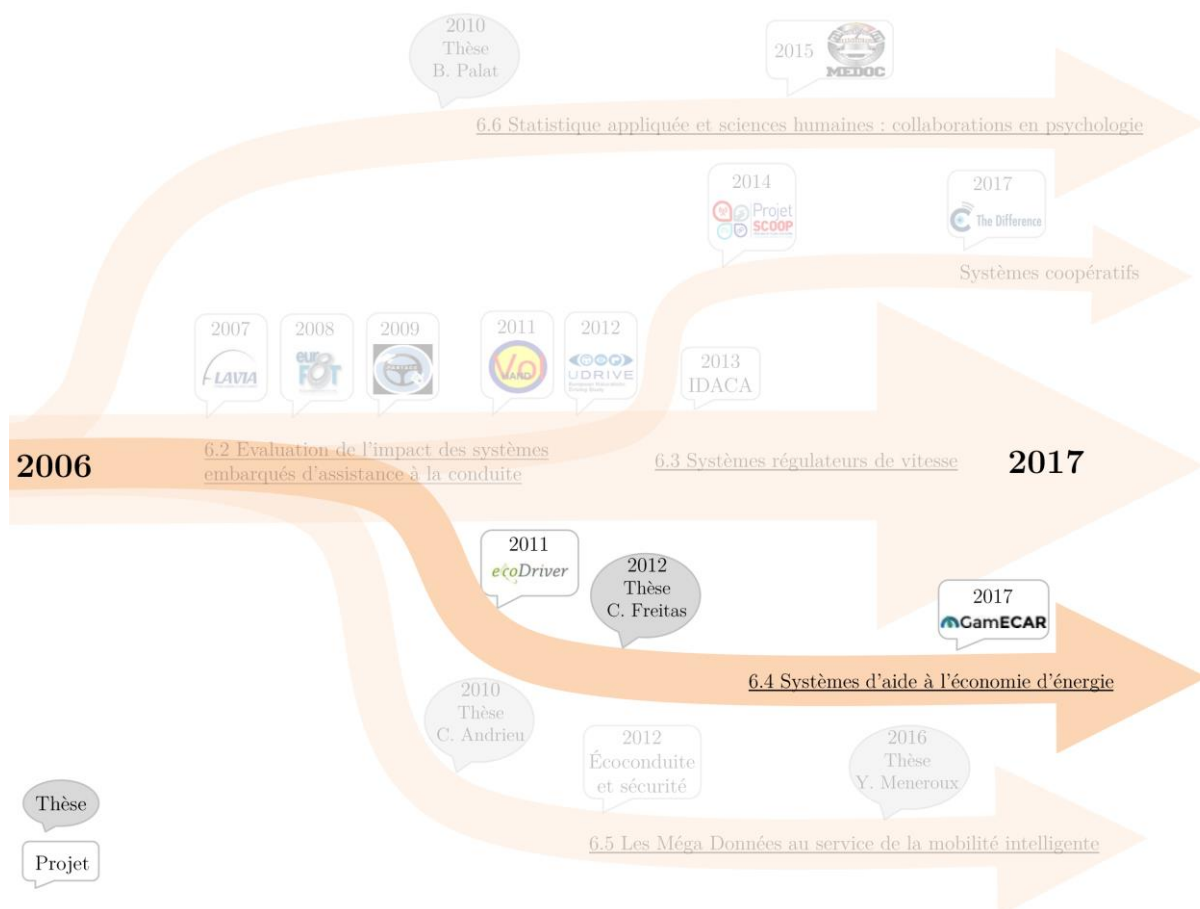 2010
Thèse
B. Palat
2015
MEDOC
6.6 Statistique appliquée et sciences humaines : collaborations en psychologie
2014
Projet
SCOOP
2017
The Difference
Systèmes coopératifs
2007
LAVIA
2008
euro
FOT
2009
2011
Vol
2012
UDRIVE
2013
IDACA
6.2 Evaluation de l'impact des systèmes
embarqués d'assistance à la conduite
6.3 Systèmes régulateurs de vitesse
2006
2017
2011
ecoDriver
2012
Thèse
C. Freitas
2017
GamECAR
6.4 Systèmes d'aide à l'économie d'énergie
2010
Thèse
C. Andrieu
2012
Écoconduite
et sécurité
2016
Thèse
Y. Meneroux
6.5 Les Méga Données au service de la mobilité intelligente
Thèse
Projet